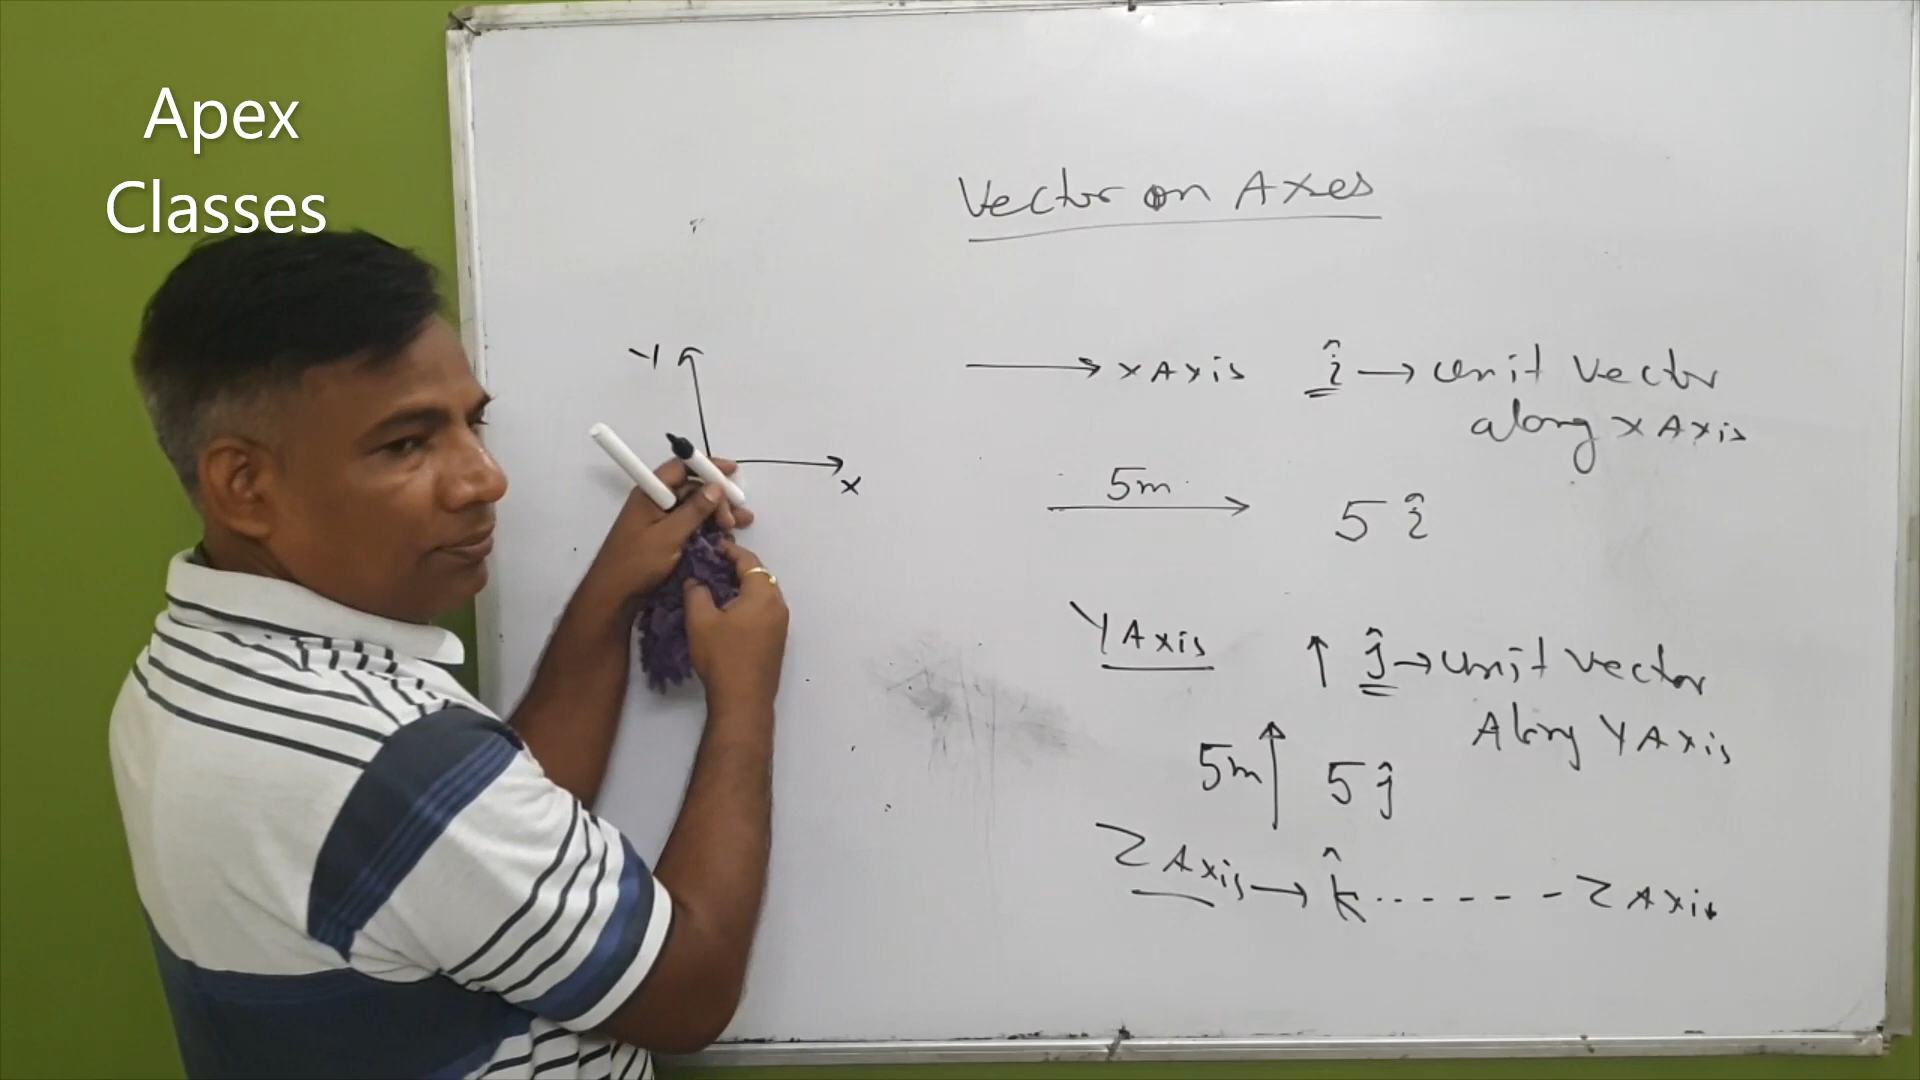 Apex
Classes
Vector on Axes
Y
X
→ X Axis î → Unit Vector
along X Axis
5m
5 î
Y Axis ↑ ĵ → Unit Vector
Along Y Axis
5m 5 ĵ
Z Axis → k̂ ------ Z Axis